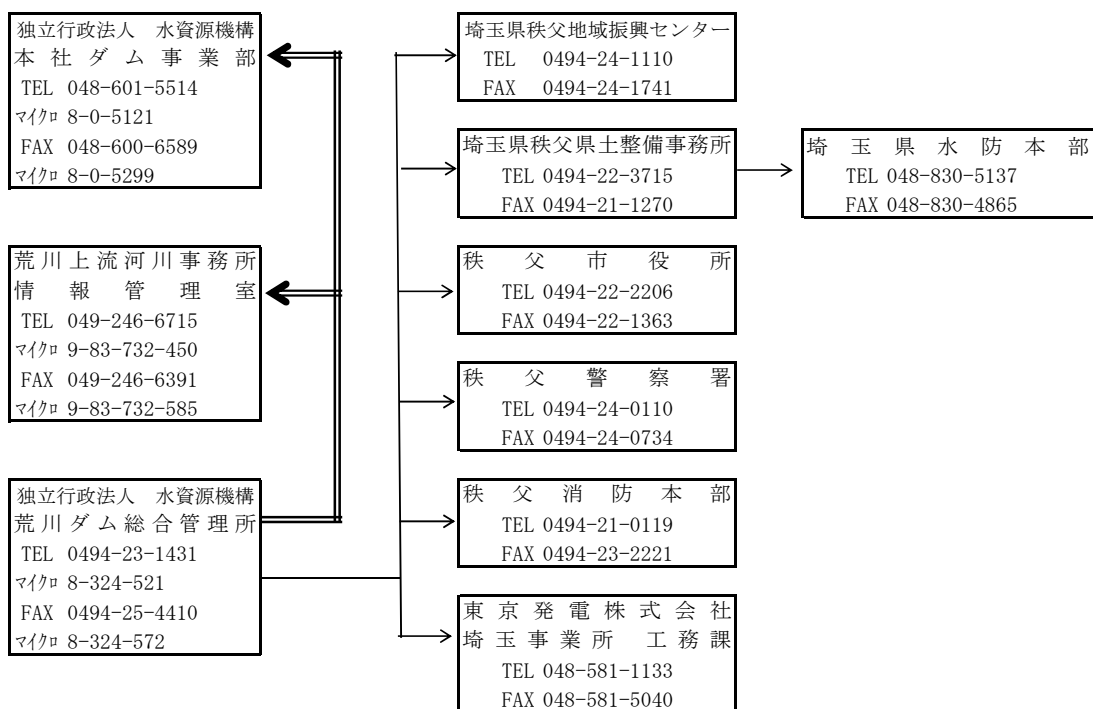 独立行政法人 水資源機構
本社ダム事業部
TEL 048-601-5514
ﾏｲｸﾛ 8-0-5121
FAX 048-600-6589
ﾏｲｸﾛ 8-0-5299
荒川上流河川事務所
情報管理室
TEL 049-246-6715
ﾏｲｸﾛ 9-83-732-450
FAX 049-246-6391
ﾏｲｸﾛ 9-83-732-585
独立行政法人 水資源機構
荒川ダム総合管理所
TEL 0494-23-1431
ﾏｲｸﾛ 8-324-521
FAX 0494-25-4410
ﾏｲｸﾛ 8-324-572
埼玉県秩父地域振興センター
TEL 0494-24-1110
FAX 0494-24-1741
埼玉県秩父県土整備事務所
TEL 0494-22-3715
FAX 0494-21-1270
埼玉県水防本部
TEL 048-830-5137
FAX 048-830-4865
秩父市役所
TEL 0494-22-2206
FAX 0494-22-1363
秩父警察署
TEL 0494-24-0110
FAX 0494-24-0734
秩父消防本部
TEL 0494-21-0119
FAX 0494-23-2221
東京発電株式会社
埼玉事業所 工務課
TEL 048-581-1133
FAX 048-581-5040